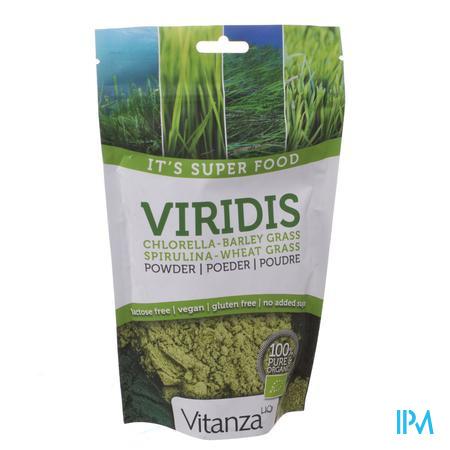 IT'S SUPER FOOD
VIRIDIS
CHLORELLA - BARLEY GRASS
SPIRULINA - WHEAT GRASS
POWDER | POEDER | POUDRE
lactose free | vegan | gluten free | no added
100%
PURE &
ORGANIC
Vitanza
HQ
IPM